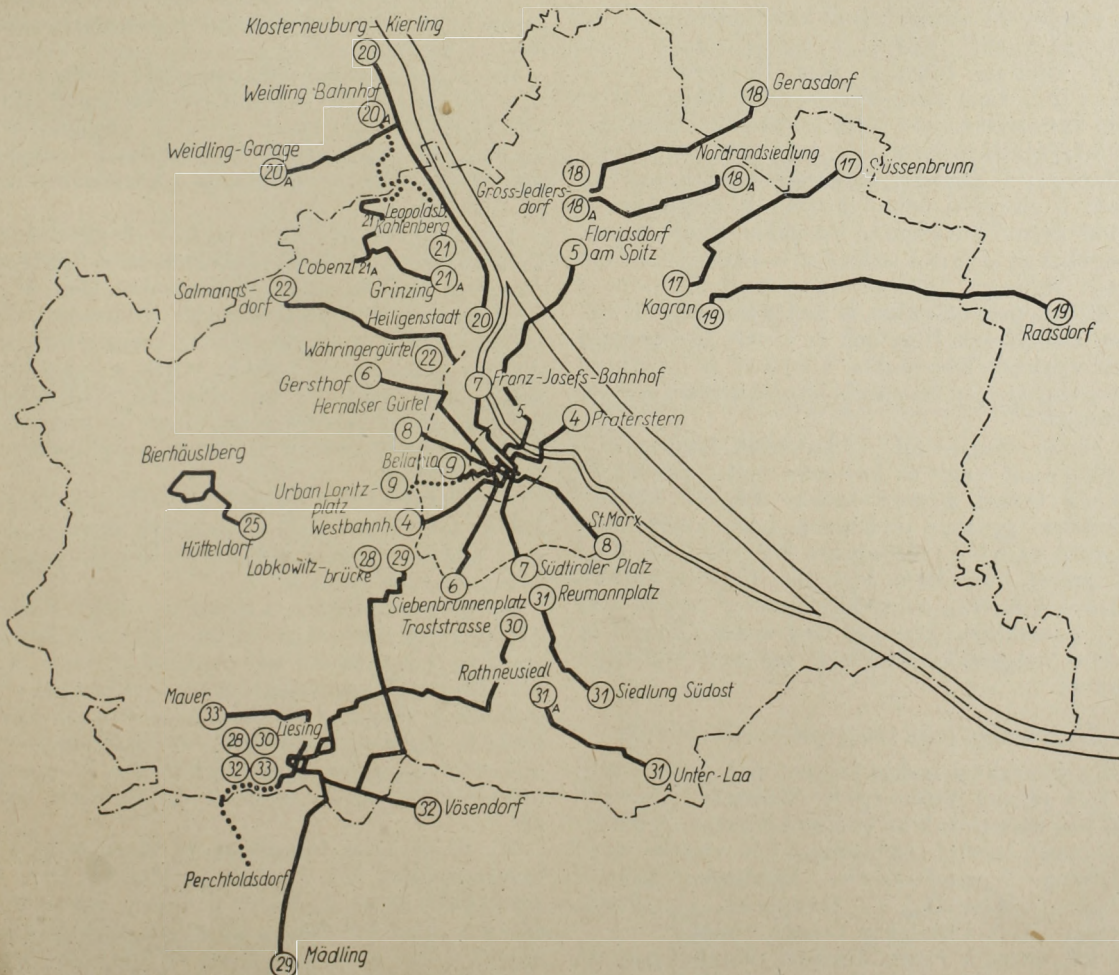 Klosterneuburg-Kierling
20
Weidling-Bahnhof
20A
Weidling-Garage
20A
Gerasdorf
18
Nordrandsiedlung
18A
18
Gross-Jedlers-
dorf
18A
17
Süssenbrunn
Leopoldsb.
Kahlenberg
21
21
Cobenzl
21A
Grinzing
21A
Floridsdorf
am Spitz
5
17
Kagran
19
19
Raasdorf
Salmanns-
dorf
22
Heiligenstadt
20
Währingergürtel
22
Gersthof
6
7
Franz-Josefs-Bahnhof
5
Hernalser Gürtel
8
4
Praterstern
Bierhäuslberg
Bellaria
9
Urban Loritz-
platz
9
Westbahnh.
4
25
Hütteldorf
St. Marx
8
Lobkowitz-
brücke
28
29
7
Südtiroler Platz
6
Siebenbrunnenplatz
31
Reumannplatz
Troststrasse
30
Rothneusiedl
31A
31
Siedlung Südost
Mauer
33
Liesing
28
30
32
33
31A
Unter-Laa
32
Vösendorf
Perchtoldsdorf
29
Mödling